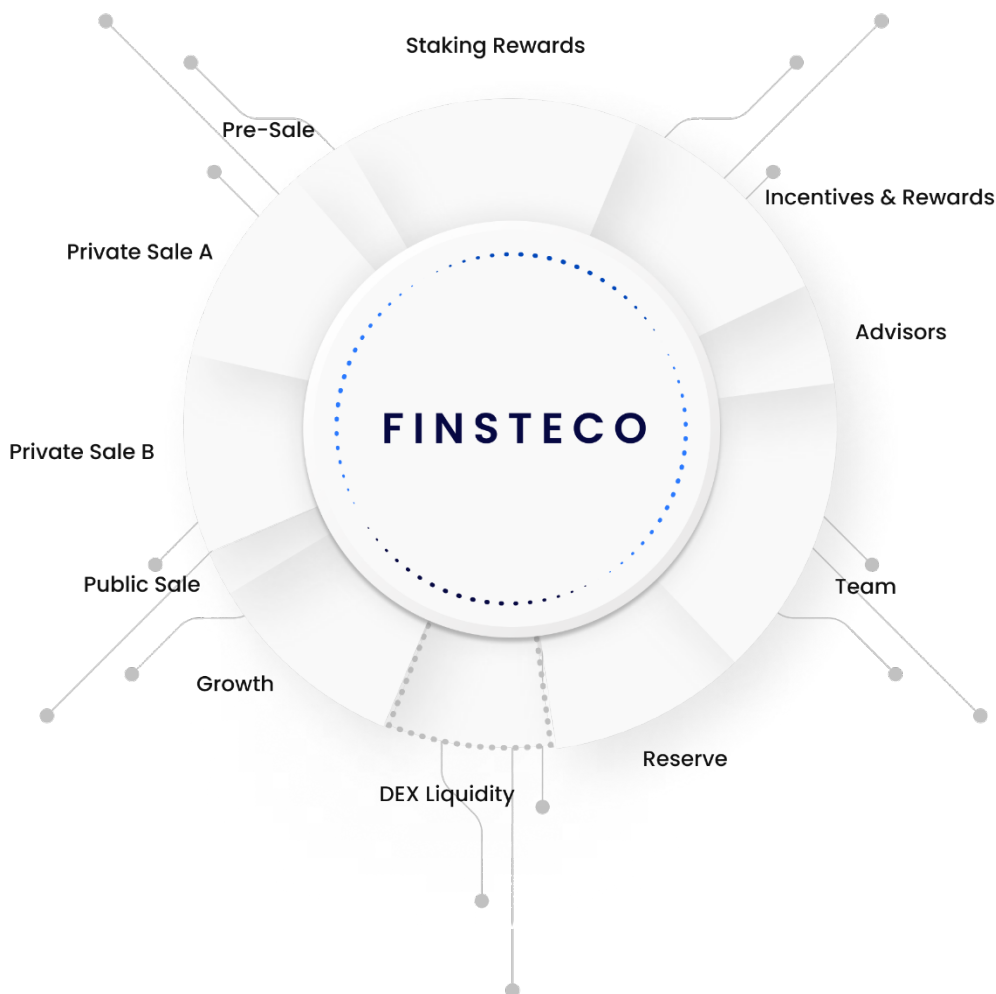 Staking Rewards
Pre-Sale
Incentives & Rewards
Private Sale A
Advisors
FINSTECO
Private Sale B
Public Sale
Team
Growth
Reserve
DEX Liquidity